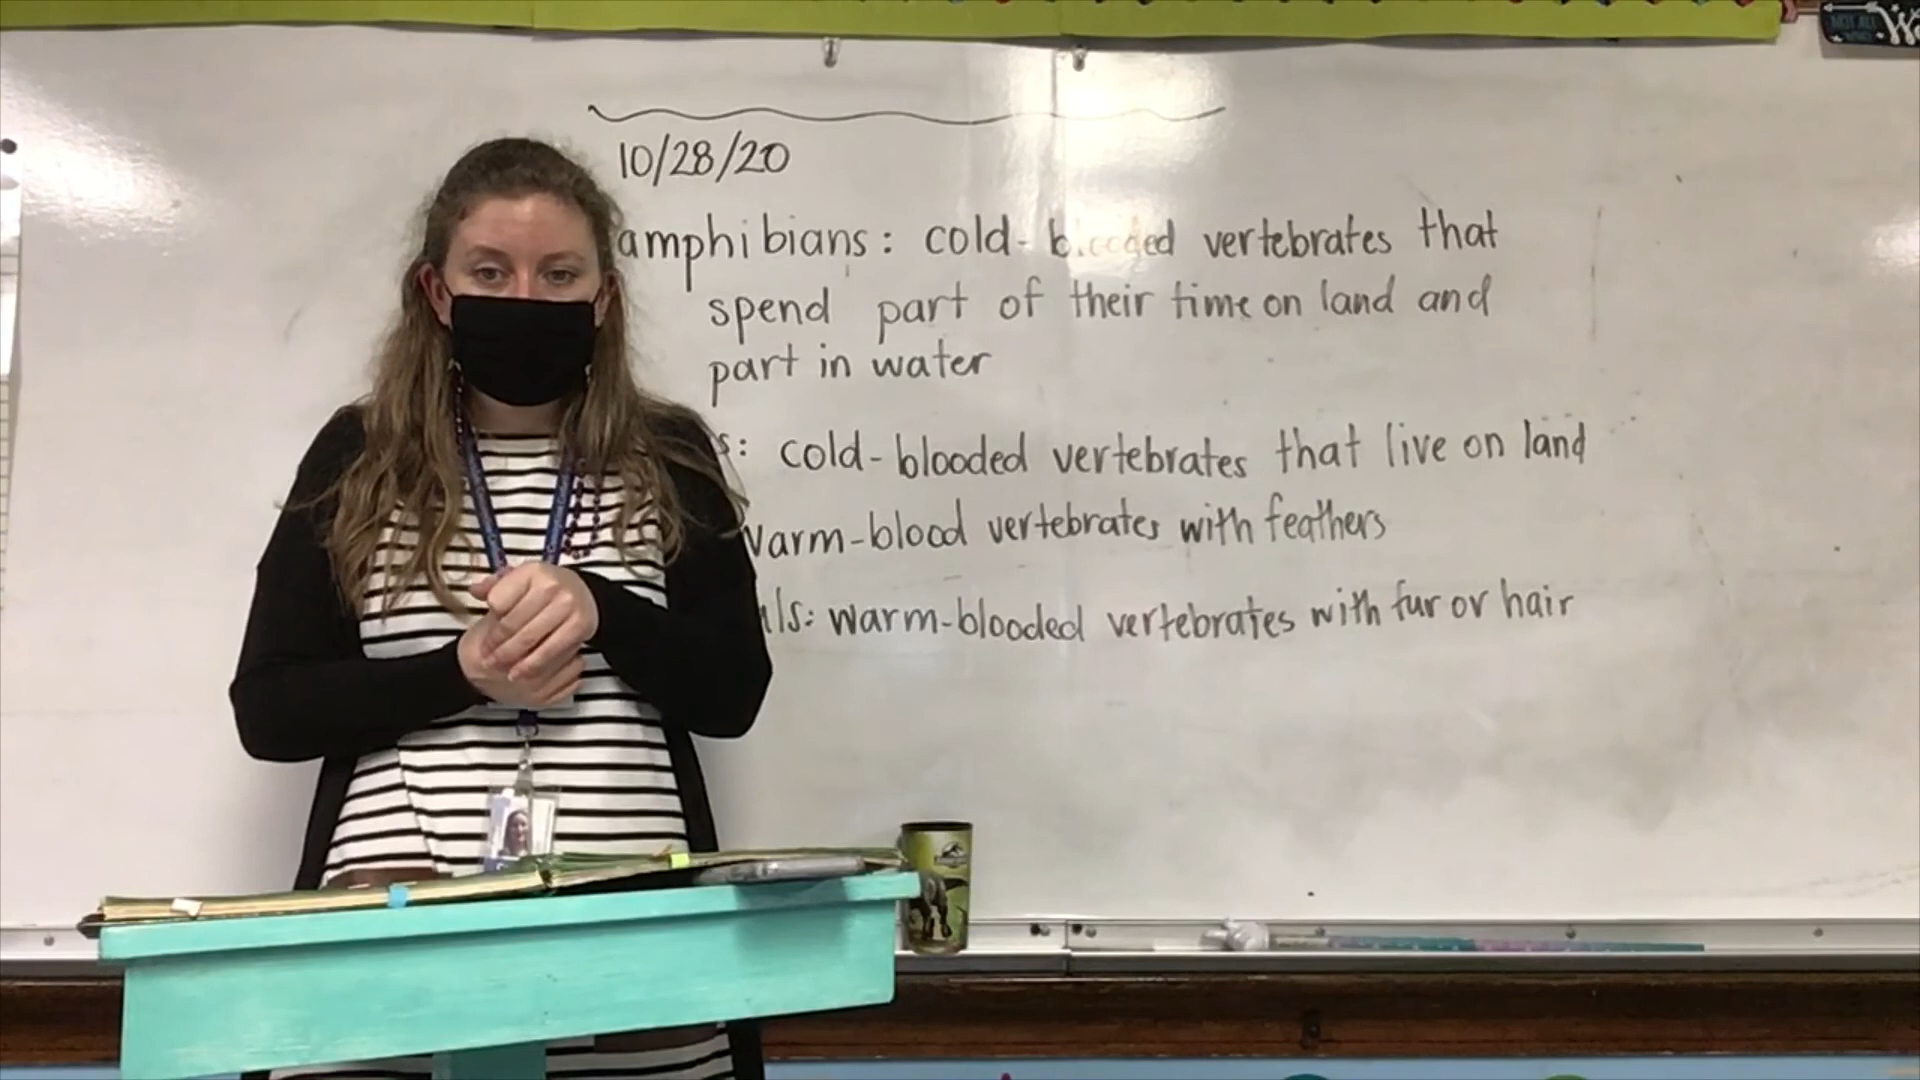 10/28/20
amphibians: cold-blooded vertebrates that
spend part of their time on land and
part in water
s: cold-blooded vertebrates that live on land
warm-blood vertebrates with feathers
als: warm-blooded vertebrates with fur or hair